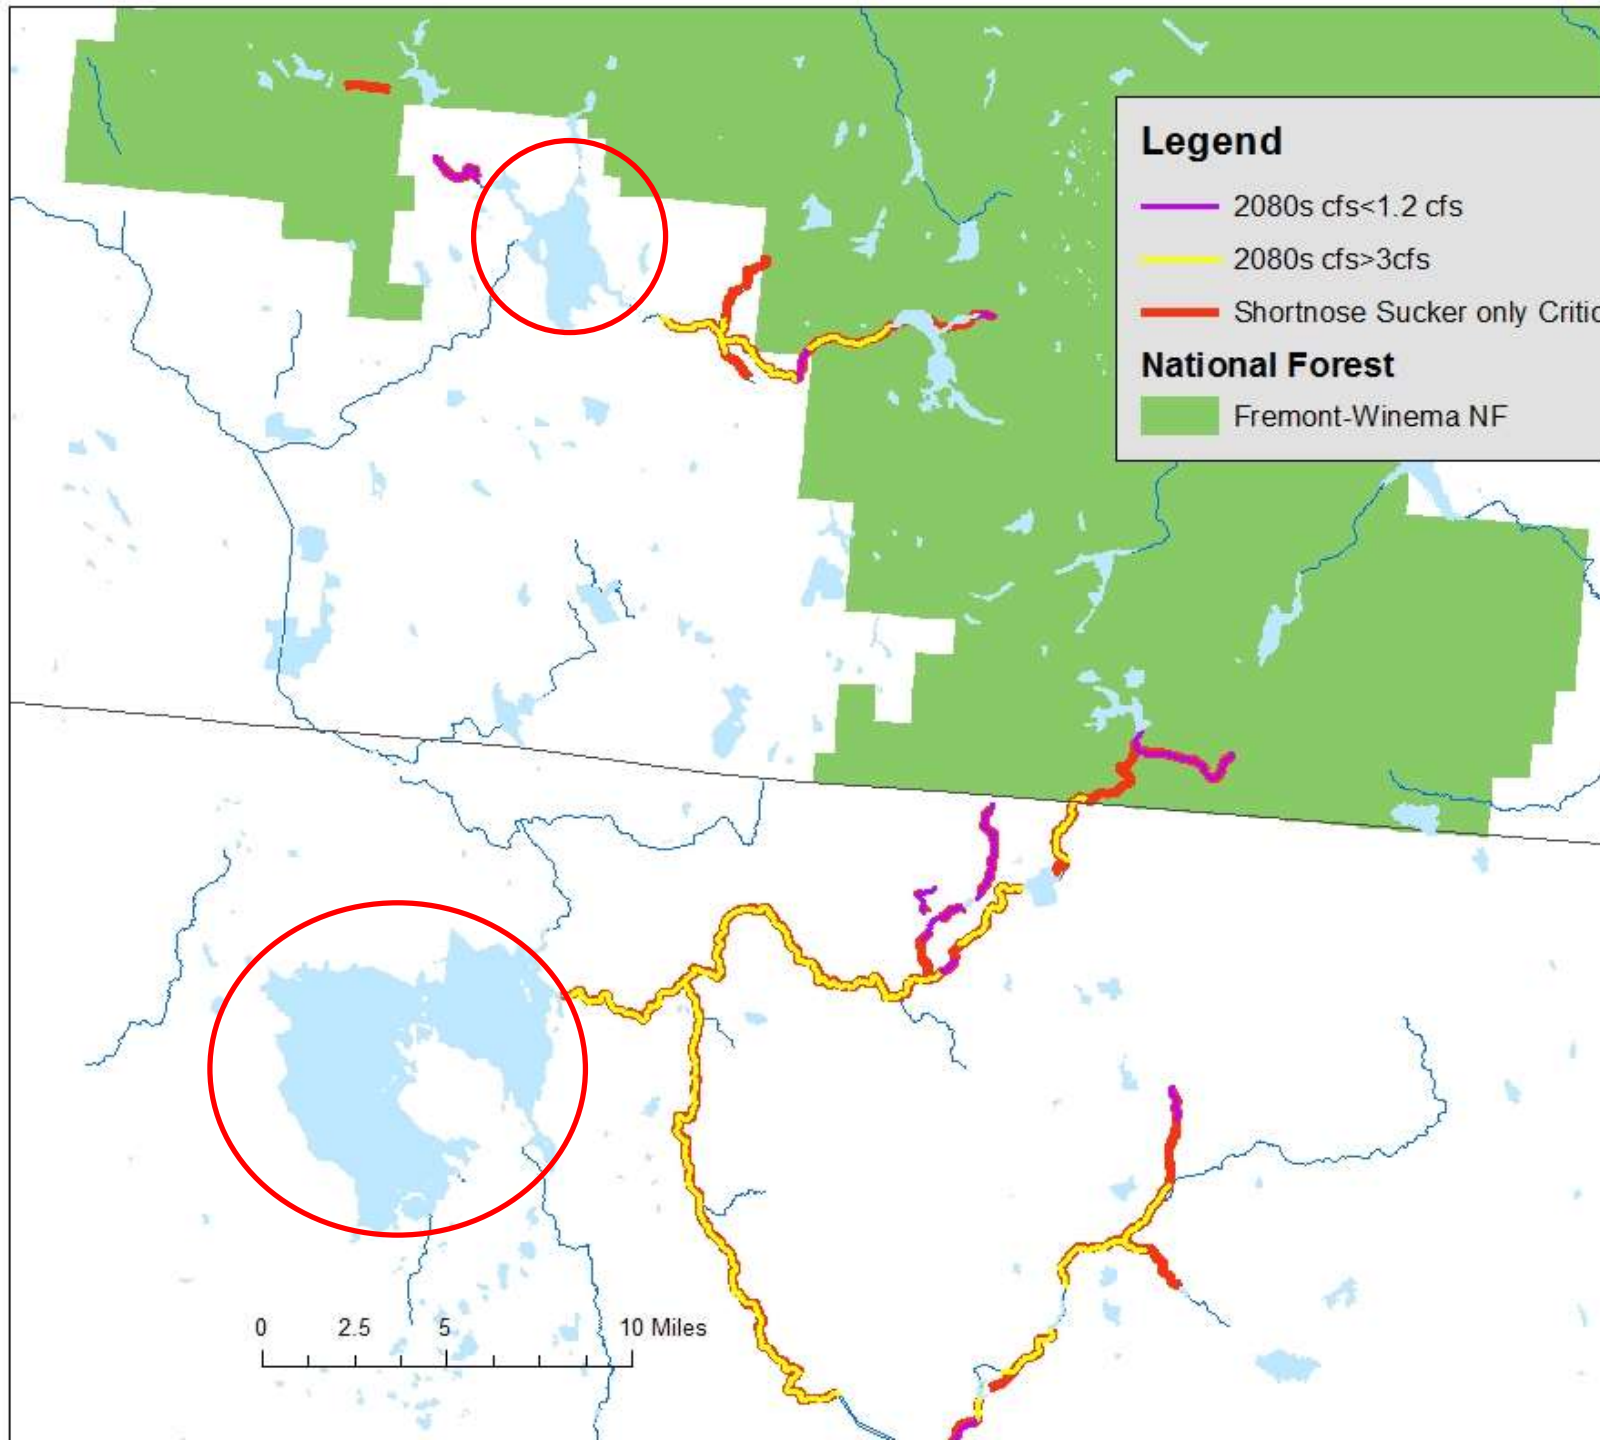 Legend
2080s cfs<1.2 cfs
2080s cfs>3cfs
Shortnose Sucker only Critic
National Forest
Fremont-Winema NF
0 2.5 5 10 Miles